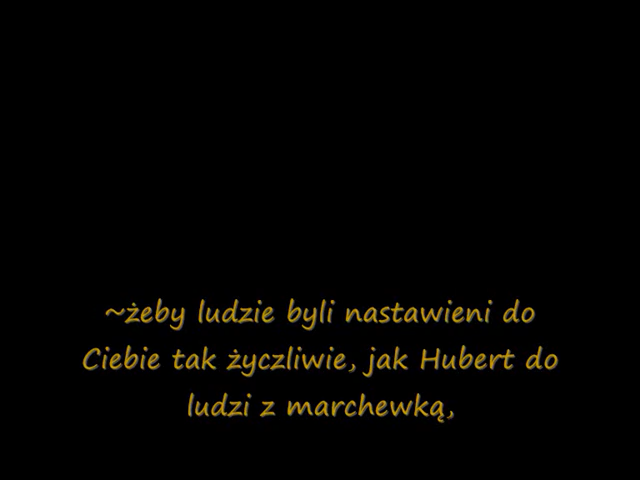 ~żeby ludzie byli nastawieni do
Ciebie tak życzliwie, jak Hubert do
ludzi z marchewką,